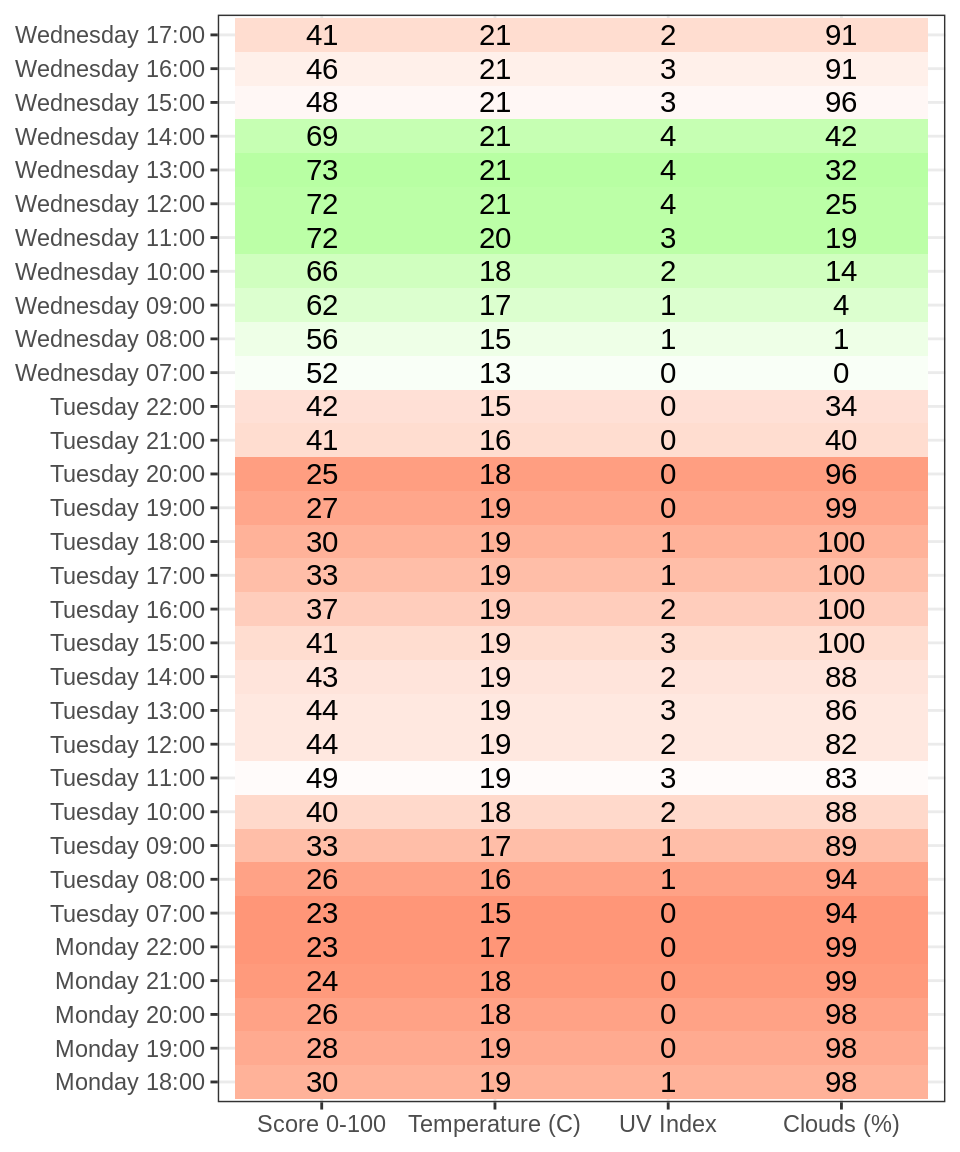 Wednesday 17:00 41 21 2 91
Wednesday 16:00 46 21 3 91
Wednesday 15:00 48 21 3 96
Wednesday 14:00 69 21 4 42
Wednesday 13:00 73 21 4 32
Wednesday 12:00 72 21 4 25
Wednesday 11:00 72 20 3 19
Wednesday 10:00 66 18 2 14
Wednesday 09:00 62 17 1 4
Wednesday 08:00 56 15 1 1
Wednesday 07:00 52 13 0 0
Tuesday 22:00 42 15 0 34
Tuesday 21:00 41 16 0 40
Tuesday 20:00 25 18 0 96
Tuesday 19:00 27 19 0 99
Tuesday 18:00 30 19 1 100
Tuesday 17:00 33 19 1 100
Tuesday 16:00 37 19 2 100
Tuesday 15:00 41 19 3 100
Tuesday 14:00 43 19 2 88
Tuesday 13:00 44 19 3 86
Tuesday 12:00 44 19 2 82
Tuesday 11:00 49 19 3 83
Tuesday 10:00 40 18 2 88
Tuesday 09:00 33 17 1 89
Tuesday 08:00 26 16 1 94
Tuesday 07:00 23 15 0 94
Monday 22:00 23 17 0 99
Monday 21:00 24 18 0 99
Monday 20:00 26 18 0 98
Monday 19:00 28 19 0 98
Monday 18:00 30 19 1 98
Score 0-100 Temperature (C) UV Index Clouds (%)